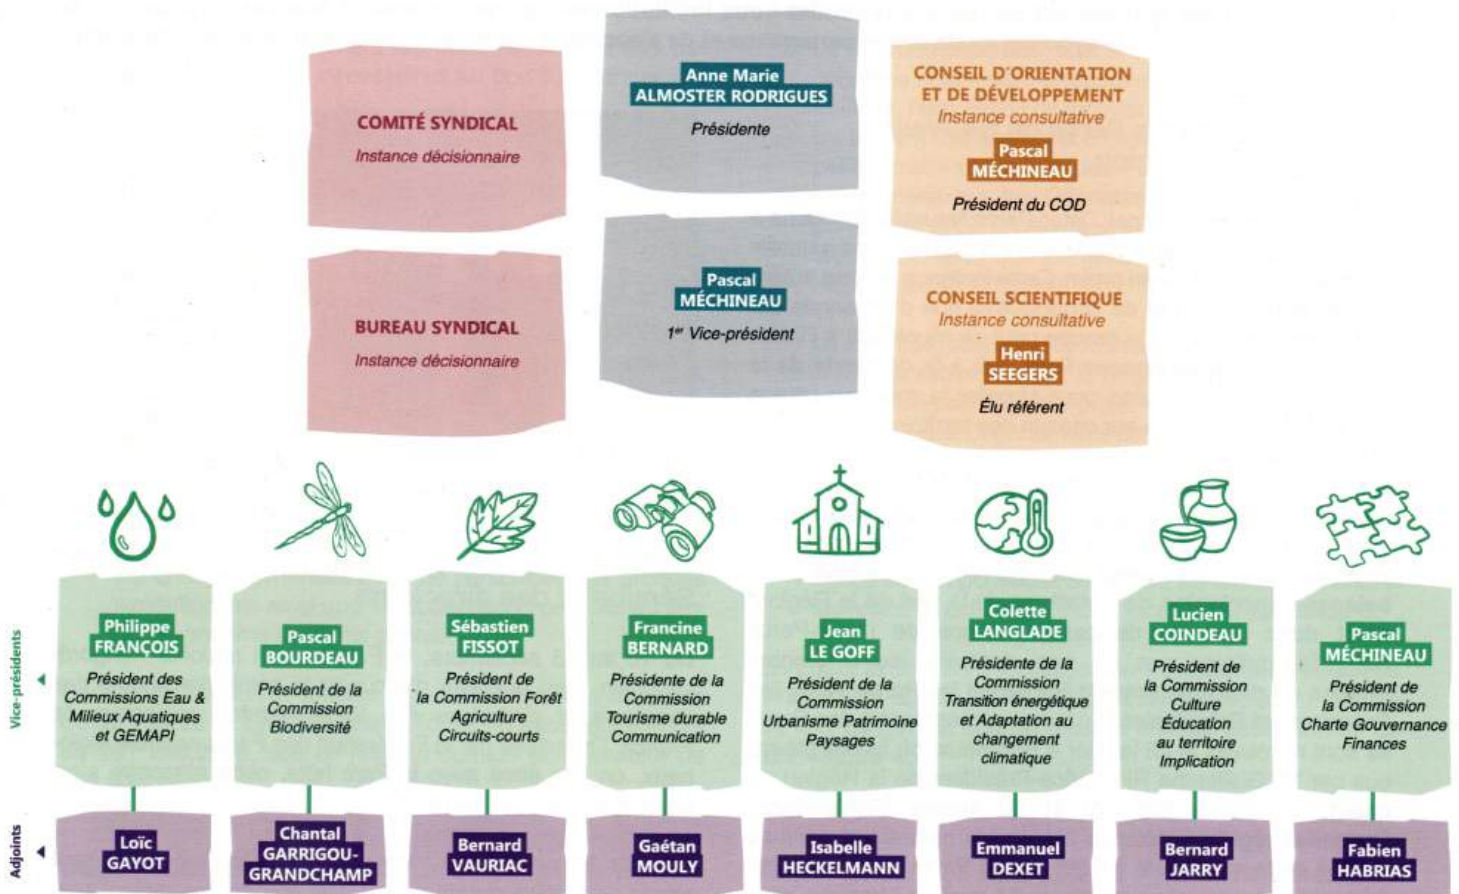 COMITÉ SYNDICAL
Instance décisionnaire
Anne Marie
ALMOSTER RODRIGUES
Présidente
CONSEIL D'ORIENTATION
ET DE DÉVELOPPEMENT
Instance consultative
Pascal
MÉCHINEAU
Président du COD
BUREAU SYNDICAL
Instance décisionnaire
Pascal
MÉCHINEAU
1er Vice-président
CONSEIL SCIENTIFIQUE
Instance consultative
Henri
SEEGERS
Élu référent
Vice-présidents
Philippe
FRANÇOIS
Président des
Commissions Eau &
Milieux Aquatiques
et GEMAPI
Pascal
BOURDEAU
Président de la
Commission
Biodiversité
Sébastien
FISSOT
Président de
la Commission Forêt
Agriculture
Circuits-courts
Francine
BERNARD
Présidente de la
Commission
Tourisme durable
Communication
Jean
LE GOFF
Président de la
Commission
Urbanisme Patrimoine
Paysages
Colette
LANGLADE
Présidente de la
Commission
Transition énergétique
et Adaptation au
changement
climatique
Lucien
COINDEAU
Président de
la Commission
Culture
Éducation
au territoire
Implication
Pascal
MÉCHINEAU
Président de
la Commission
Charte Gouvernance
Finances
Adjoints
Loïc
GAYOT
Chantal
GARRIGOU-
GRANDCHAMP
Bernard
VAURIAC
Gaétan
MOULY
Isabelle
HECKELMANN
Emmanuel
DEXET
Bernard
JARRY
Fabien
HABRIAS